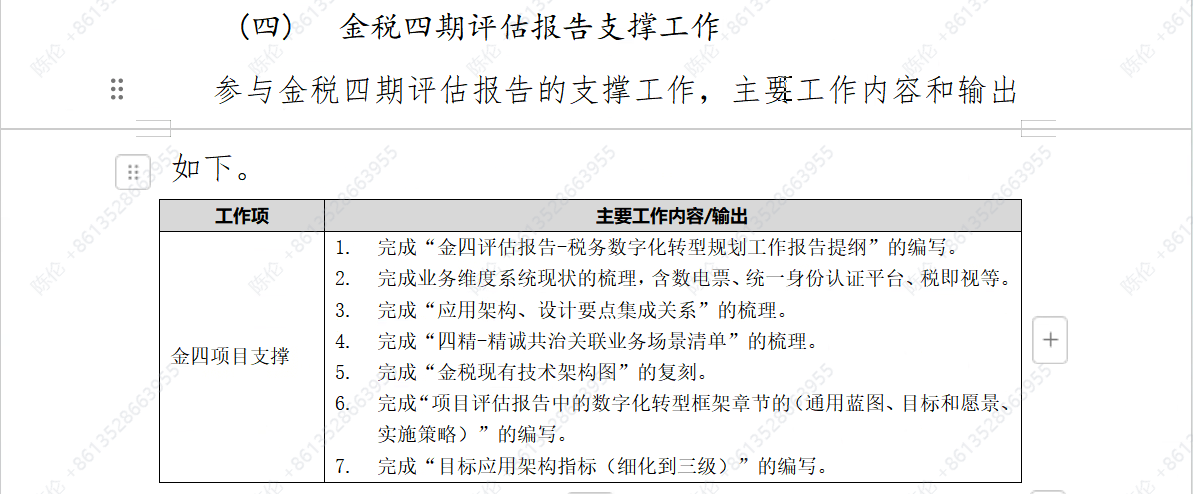 （四） 金税四期评估报告支撑工作
参与金税四期评估报告的支撑工作，主要工作内容和输出
如下。
工作项 主要工作内容/输出
金四项目支撑
1. 完成“金四评估报告-税务数字化转型规划工作报告提纲”的编写。
2. 完成业务维度系统现状的梳理，含数电票、统一身份认证平台、税即视等。
3. 完成“应用架构、设计要点集成关系”的梳理。
4. 完成“四精-精诚共治关联业务场景清单”的梳理。
5. 完成“金税现有技术架构图”的复刻。
6. 完成“项目评估报告中的数字化转型框架章节的（通用蓝图、目标和愿景、
实施策略）”的编写。
7. 完成“目标应用架构指标（细化到三级）”的编写。
陈伦 +8613528663955